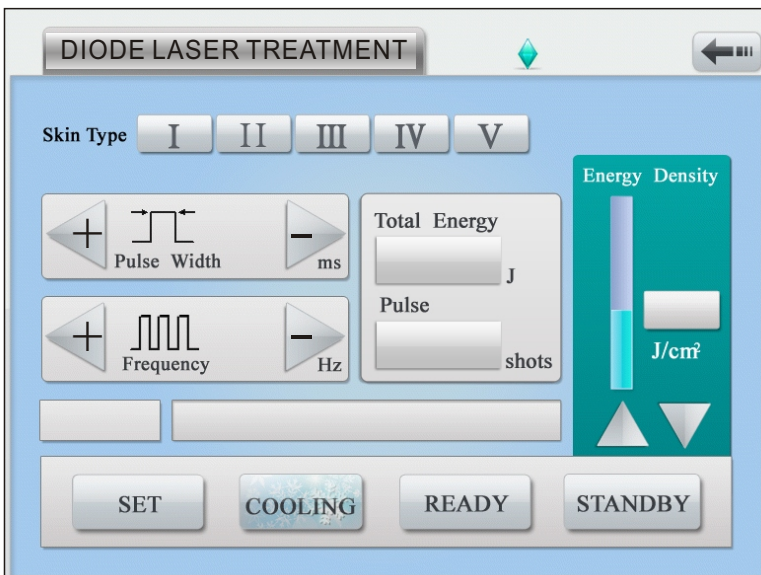 DIODE LASER TREATMENT
Skin Type I II III IV V
Energy Density
+ Pulse Width - ms
Total Energy
J
+ Frequency - Hz
Pulse
shots
J/cm²
SET COOLING READY STANDBY